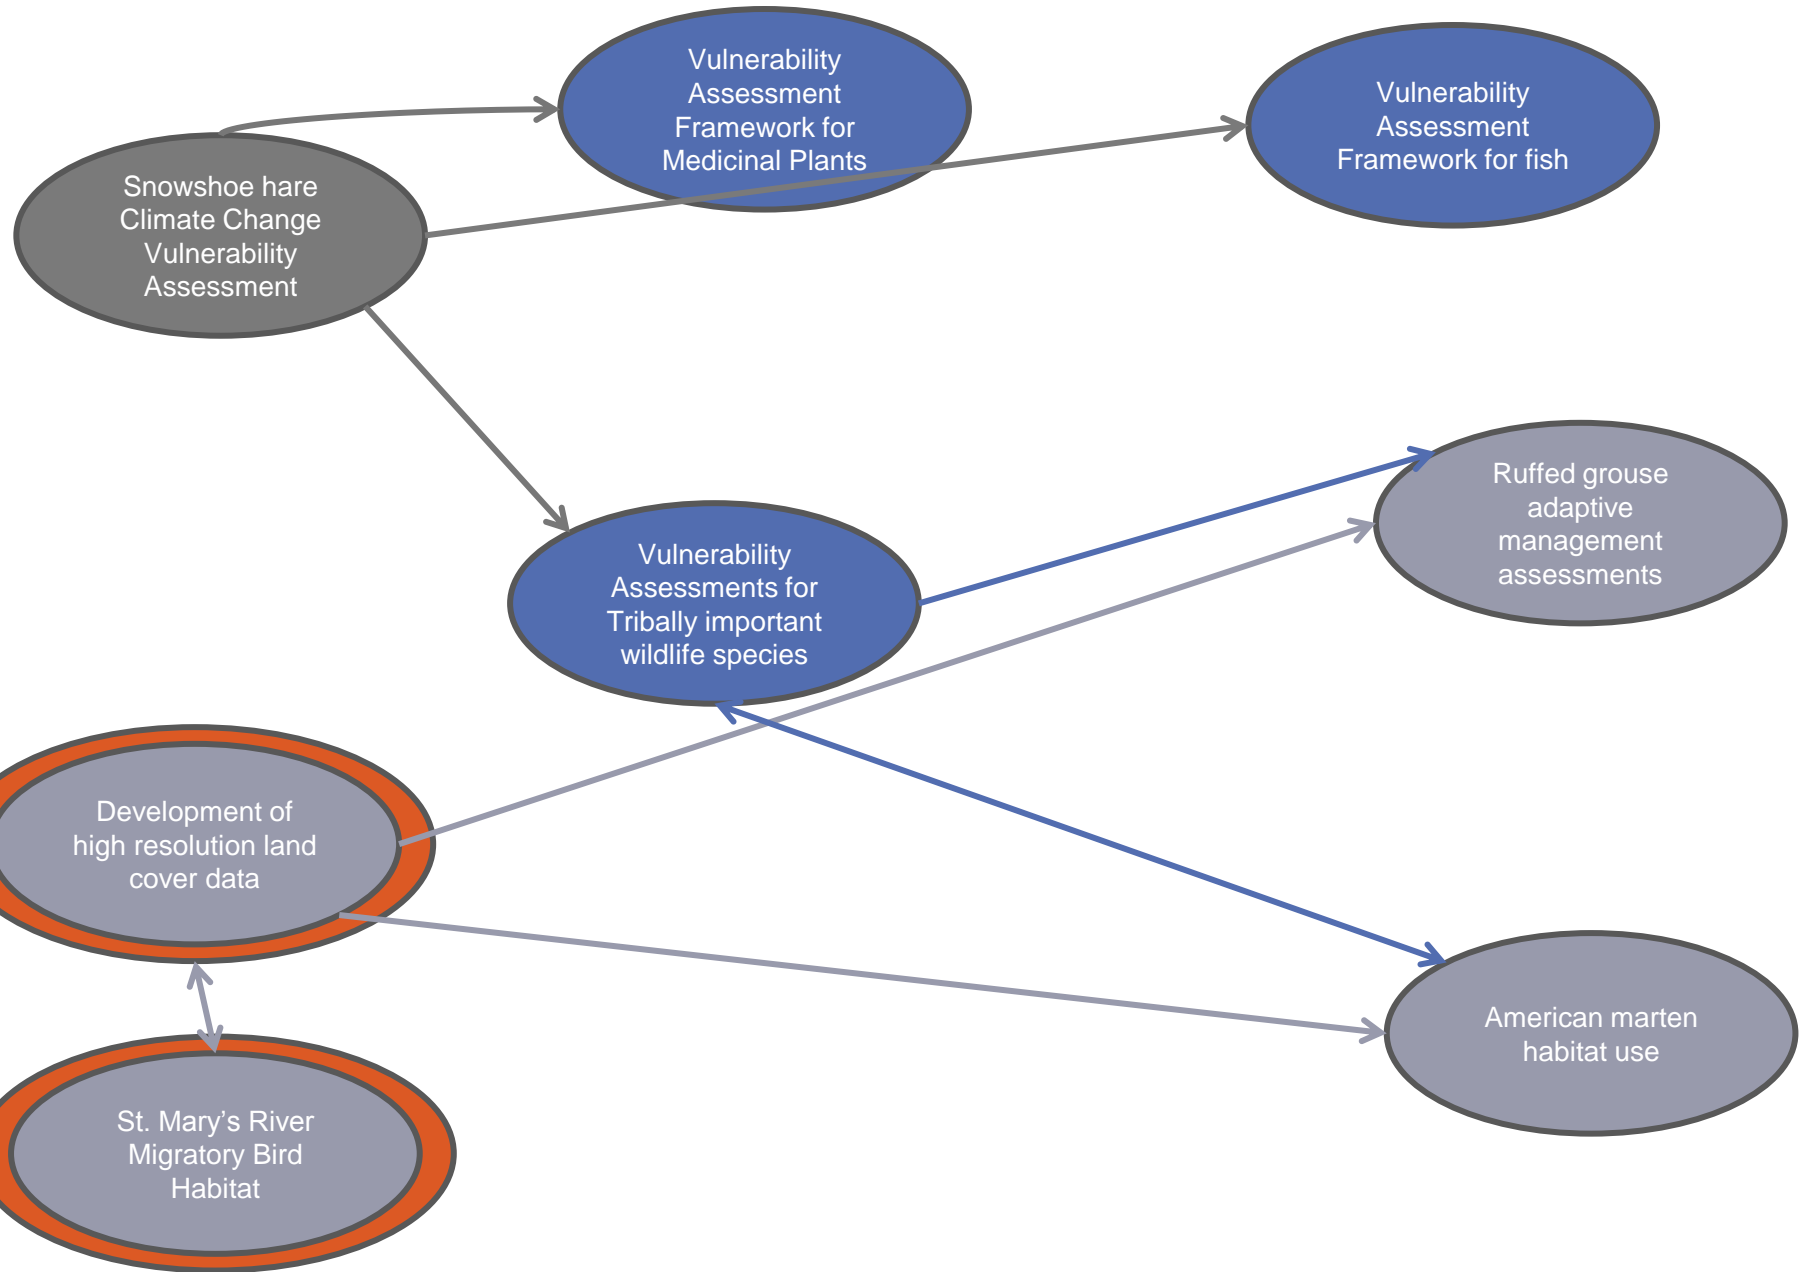 Vulnerability
Assessment
Framework for
Medicinal Plants
Vulnerability
Assessment
Framework for fish
Snowshoe hare
Climate Change
Vulnerability
Assessment
Ruffed grouse
adaptive
management
assessments
Vulnerability
Assessments for
Tribally important
wildlife species
Development of
high resolution land
cover data
American marten
habitat use
St. Mary’s River
Migratory Bird
Habitat